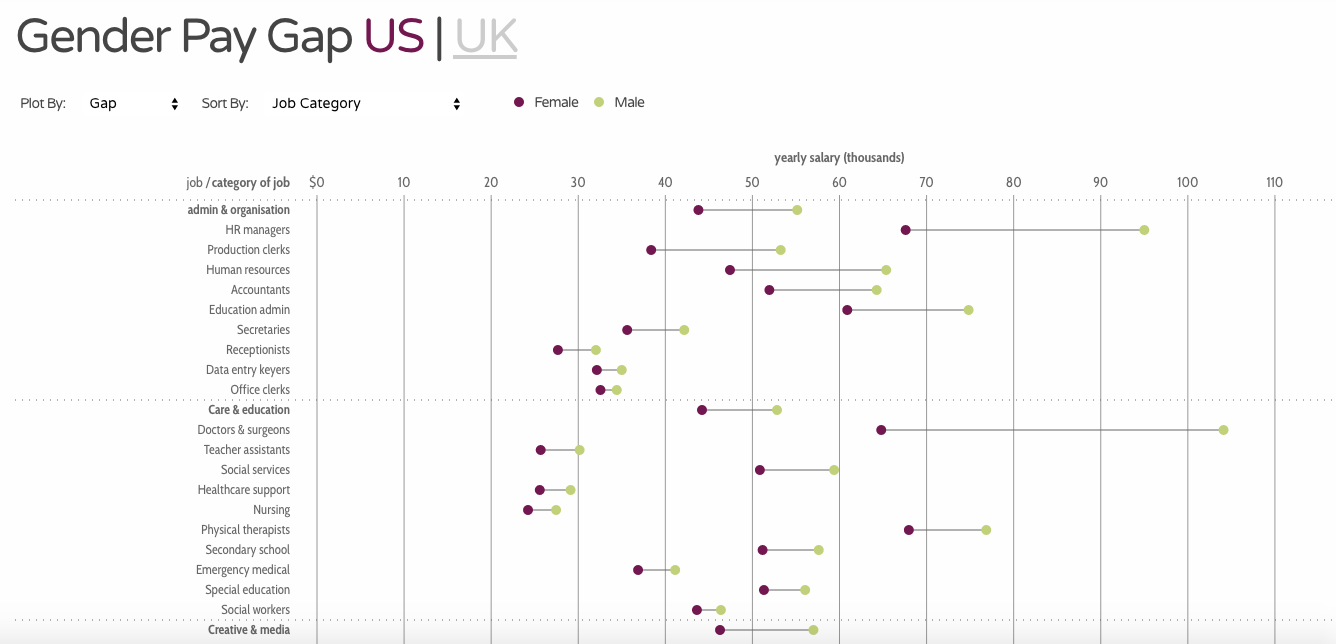 Gender Pay Gap US | UK
Plot By: Gap Sort By: Job Category Female Male
yearly salary (thousands)
job / category of job $0 10 20 30 40 50 60 70 80 90 100 110
admin & organisation
HR managers
Production clerks
Human resources
Accountants
Education admin
Secretaries
Receptionists
Data entry keyers
Office clerks
Care & education
Doctors & surgeons
Teacher assistants
Social services
Healthcare support
Nursing
Physical therapists
Secondary school
Emergency medical
Special education
Social workers
Creative & media